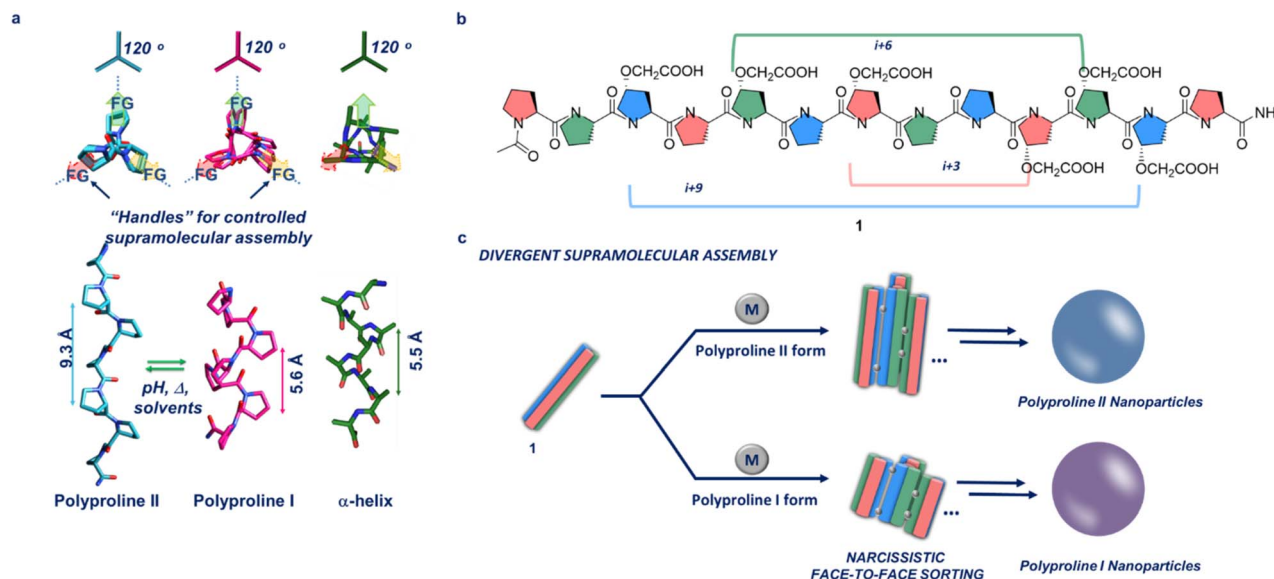 a
120 °
120 °
120 °
FG
FG
FG
FG
FG
FG
"Handles" for controlled
supramolecular assembly
9.3 Å
pH, Δ,
solvents
5.6 Å
5.5 Å
Polyproline II
Polyproline I
α-helix
b
i+6
OCH₂COOH
OCH₂COOH
OCH₂COOH
OCH₂COOH
O
O
O
O
O
O
N
N
N
N
N
N
N
N
N
N
N
N
N
NH₂
O
O
O
O
O
O
O
O
OCH₂COOH
OCH₂COOH
i+3
i+9
1
c
DIVERGENT SUPRAMOLECULAR ASSEMBLY
M
Polyproline II form
...
Polyproline II Nanoparticles
1
M
Polyproline I form
...
NARCISSISTIC
FACE-TO-FACE SORTING
Polyproline I Nanoparticles